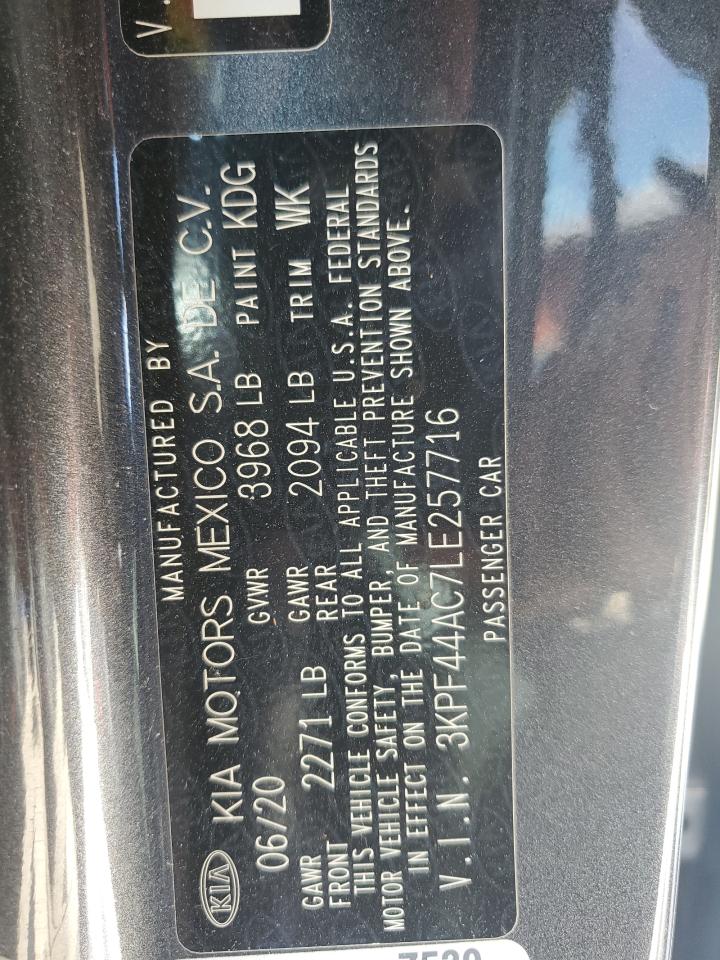 V.
MANUFACTURED BY
KIA KIA MOTORS MEXICO S.A. DE C.V.
06/20 GVWR 3968 LB PAINT KDG
GAWR FRONT 2271 LB GAWR REAR 2094 LB TRIM WK
THIS VEHICLE CONFORMS TO ALL APPLICABLE U.S.A. FEDERAL
MOTOR VEHICLE SAFETY, BUMPER, AND THEFT PREVENTION STANDARDS
IN EFFECT ON THE DATE OF MANUFACTURE SHOWN ABOVE.
V.I.N. 3KPF44AC7LE257716
PASSENGER CAR